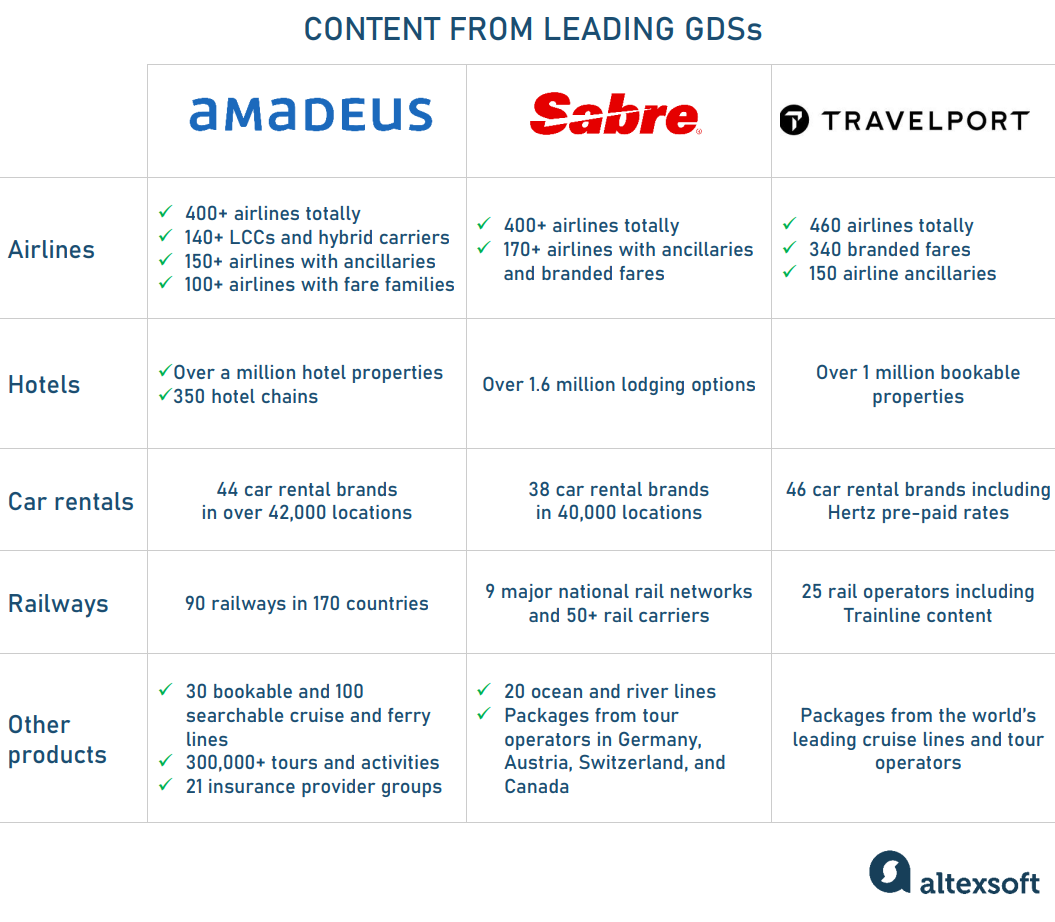 CONTENT FROM LEADING GDSs
amadeus
Sabre
TRAVELPORT
Airlines
400+ airlines totally
140+ LCCs and hybrid carriers
150+ airlines with ancillaries
100+ airlines with fare families
400+ airlines totally
170+ airlines with ancillaries
and branded fares
460 airlines totally
340 branded fares
150 airline ancillaries
Hotels
Over a million hotel properties
350 hotel chains
Over 1.6 million lodging options
Over 1 million bookable
properties
Car rentals
44 car rental brands
in over 42,000 locations
38 car rental brands
in 40,000 locations
46 car rental brands including
Hertz pre-paid rates
Railways
90 railways in 170 countries
9 major national rail networks
and 50+ rail carriers
25 rail operators including
Trainline content
Other
products
30 bookable and 100
searchable cruise and ferry
lines
300,000+ tours and activities
21 insurance provider groups
20 ocean and river lines
Packages from tour
operators in Germany,
Austria, Switzerland, and
Canada
Packages from the world's
leading cruise lines and tour
operators
altexsoft